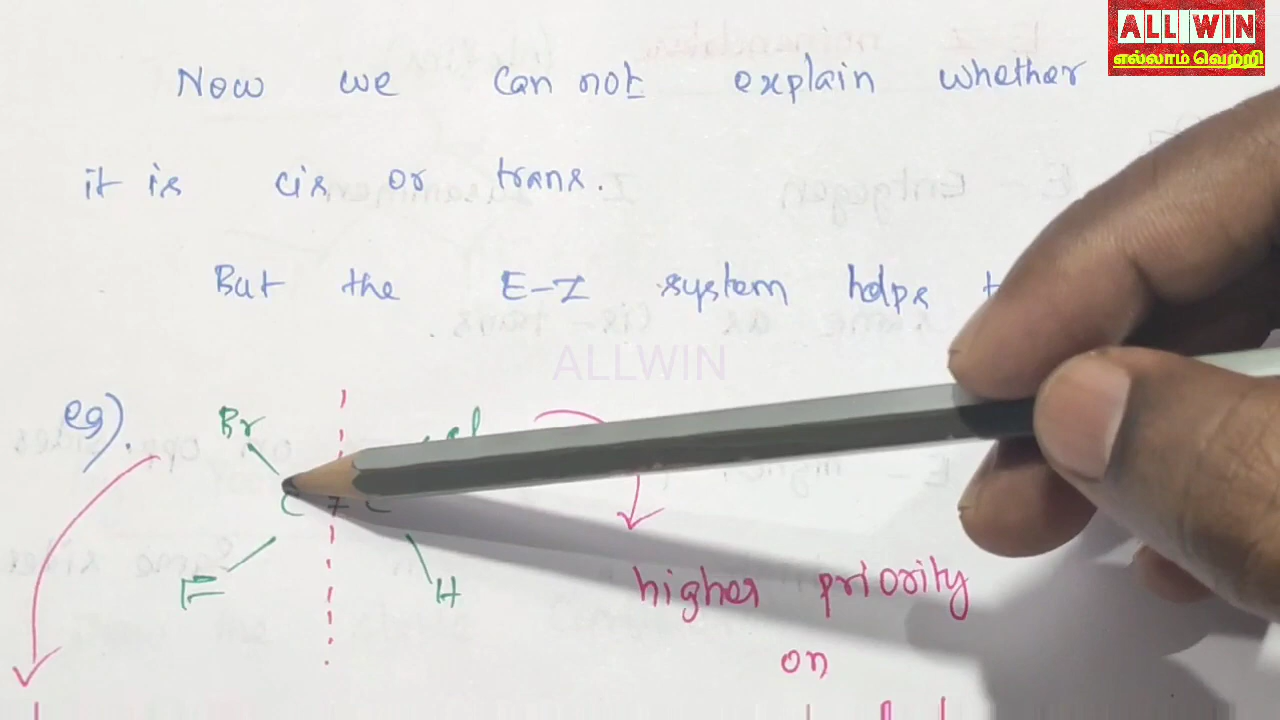 ALL WIN
எல்லாம் வெற்றி
Now we can not explain whether
it is cis or trans.
But the E-Z system helps
ALLWIN
eg).
Br
C = C
F H
higher priority
on